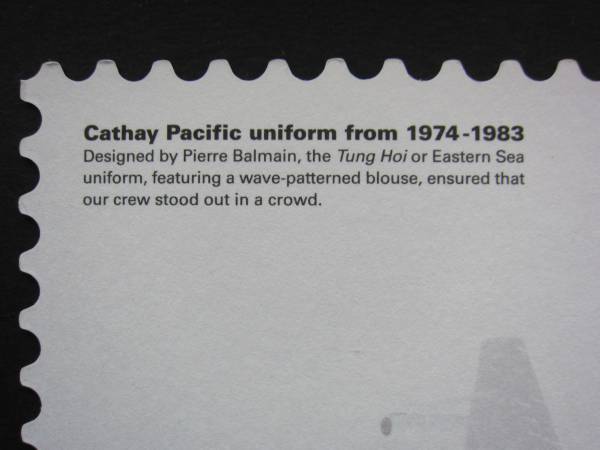 Cathay Pacific uniform from 1974-1983
Designed by Pierre Balmain, the Tung Hoi or Eastern Sea
uniform, featuring a wave-patterned blouse, ensured that
our crew stood out in a crowd.